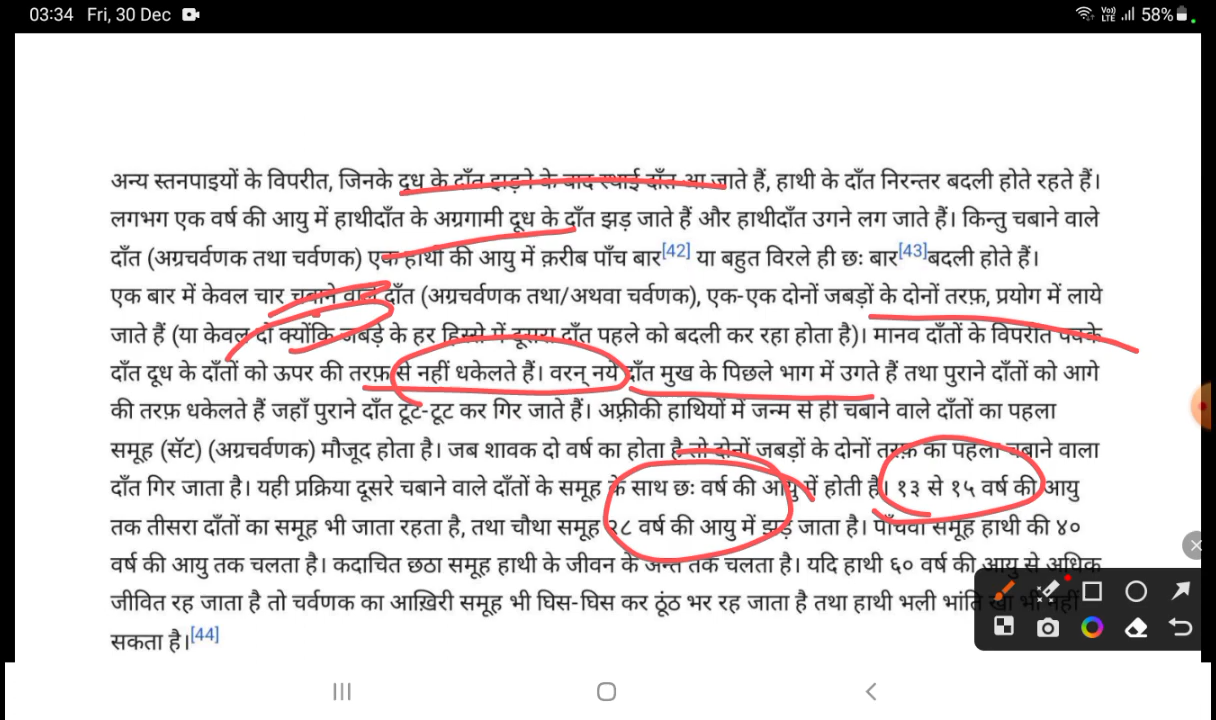 03:34 Fri, 30 Dec Vo)) LTE 58%
अन्य स्तनपाइयों के विपरीत, जिनके दूध के दाँत झड़ने के बाद स्थाई दाँत आ जाते हैं, हाथी के दाँत निरन्तर बदली होते रहते हैं।
लगभग एक वर्ष की आयु में हाथीदाँत के अग्रगामी दूध के दाँत झड़ जाते हैं और हाथीदाँत उगने लग जाते हैं। किन्तु चबाने वाले
दाँत (अग्रचर्वणक तथा चर्वणक) एक हाथी की आयु में क़रीब पाँच बार[42] या बहुत विरले ही छः बार[43]बदली होते हैं।
एक बार में केवल चार चबाने वाले दाँत (अग्रचर्वणक तथा/अथवा चर्वणक), एक-एक दोनों जबड़ों के दोनों तरफ़, प्रयोग में लाये
जाते हैं (या केवल दो क्योंकि जबड़े के हर हिस्से में दूसरा दाँत पहले को बदली कर रहा होता है)। मानव दाँतों के विपरीत पक्के
दाँत दूध के दाँतों को ऊपर की तरफ़ से नहीं धकेलते हैं। वरन् नये दाँत मुख के पिछले भाग में उगते हैं तथा पुराने दाँतों को आगे
की तरफ़ धकेलते हैं जहाँ पुराने दाँत टूट-टूट कर गिर जाते हैं। अफ़्रीकी हाथियों में जन्म से ही चबाने वाले दाँतों का पहला
समूह (सॅट) (अग्रचर्वणक) मौजूद होता है। जब शावक दो वर्ष का होता है तो दोनों जबड़ों के दोनों तरफ़ का पहला चबाने वाला
दाँत गिर जाता है। यही प्रक्रिया दूसरे चबाने वाले दाँतों के समूह के साथ छः वर्ष की आयु में होती है। १३ से १५ वर्ष की आयु
तक तीसरा दाँतों का समूह भी जाता रहता है, तथा चौथा समूह २८ वर्ष की आयु में झड़ जाता है। पाँचवा समूह हाथी की ४०
वर्ष की आयु तक चलता है। कदाचित छठा समूह हाथी के जीवन के अन्त तक चलता है। यदि हाथी ६० वर्ष की आयु से अधिक
जीवित रह जाता है तो चर्वणक का आख़िरी समूह भी घिस-घिस कर ठूंठ भर रह जाता है तथा हाथी भली भांति खा भी नहीं
सकता है।[44]